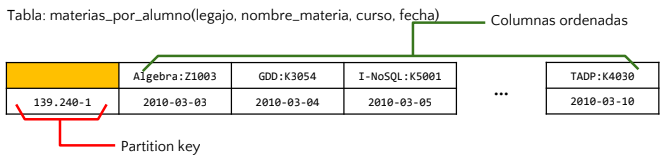 Tabla: materias_por_alumno(legajo, nombre_materia, curso, fecha)
Columnas ordenadas
Algebra:Z1003 GDD:K3054 I-NoSQL:K5001 ... TADP:K4030
139.240-1 2010-03-03 2010-03-04 2010-03-05 2010-03-10
Partition key